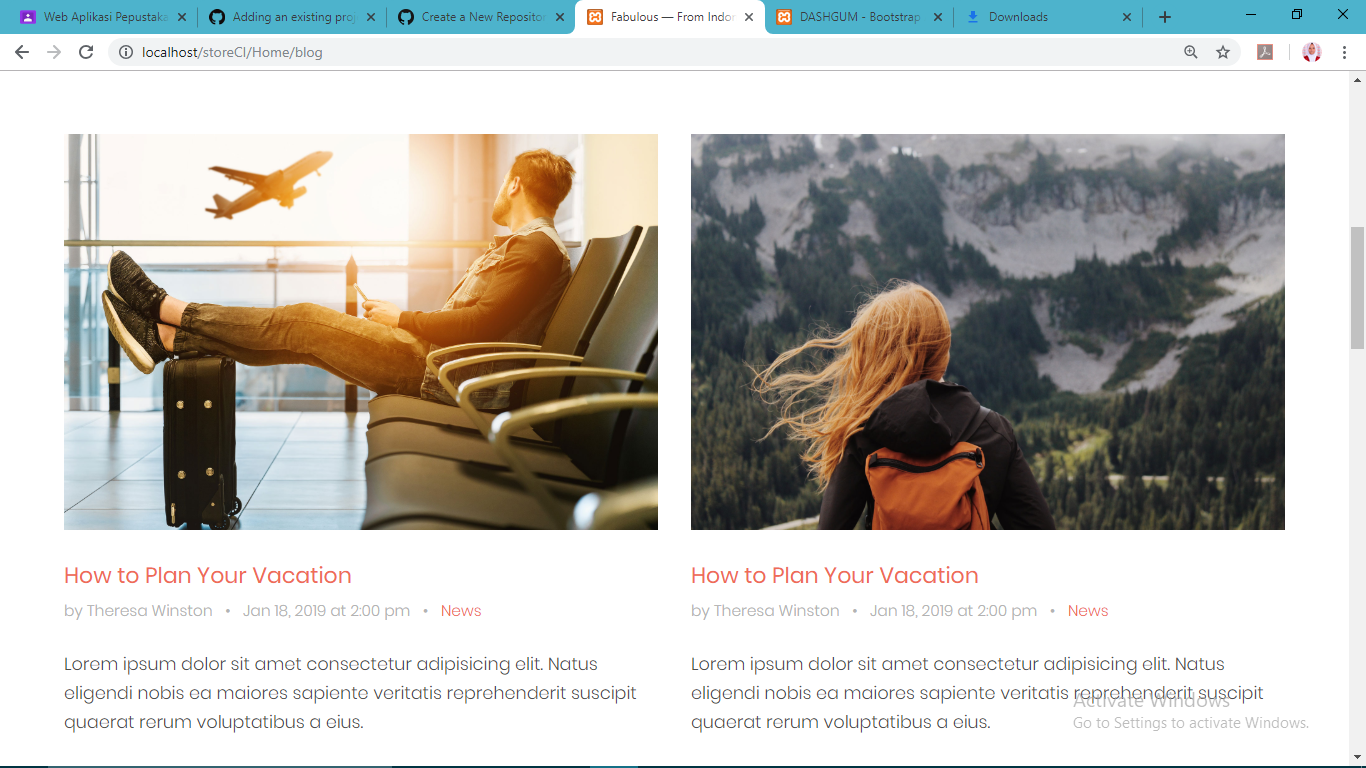 Web Aplikasi Pepustaka
Adding an existing proj
Create a New Repositor
Fabulous — From Indo
DASHGUM - Bootstrap
Downloads
localhost/storeCI/Home/blog
How to Plan Your Vacation
by Theresa Winston • Jan 18, 2019 at 2:00 pm • News
Lorem ipsum dolor sit amet consectetur adipisicing elit. Natus
eligendi nobis ea maiores sapiente veritatis reprehenderit suscipit
quaerat rerum voluptatibus a eius.
How to Plan Your Vacation
by Theresa Winston • Jan 18, 2019 at 2:00 pm • News
Lorem ipsum dolor sit amet consectetur adipisicing elit. Natus
eligendi nobis ea maiores sapiente veritatis reprehenderit suscipit
quaerat rerum voluptatibus a eius.
Activate Windows
Go to Settings to activate Windows.